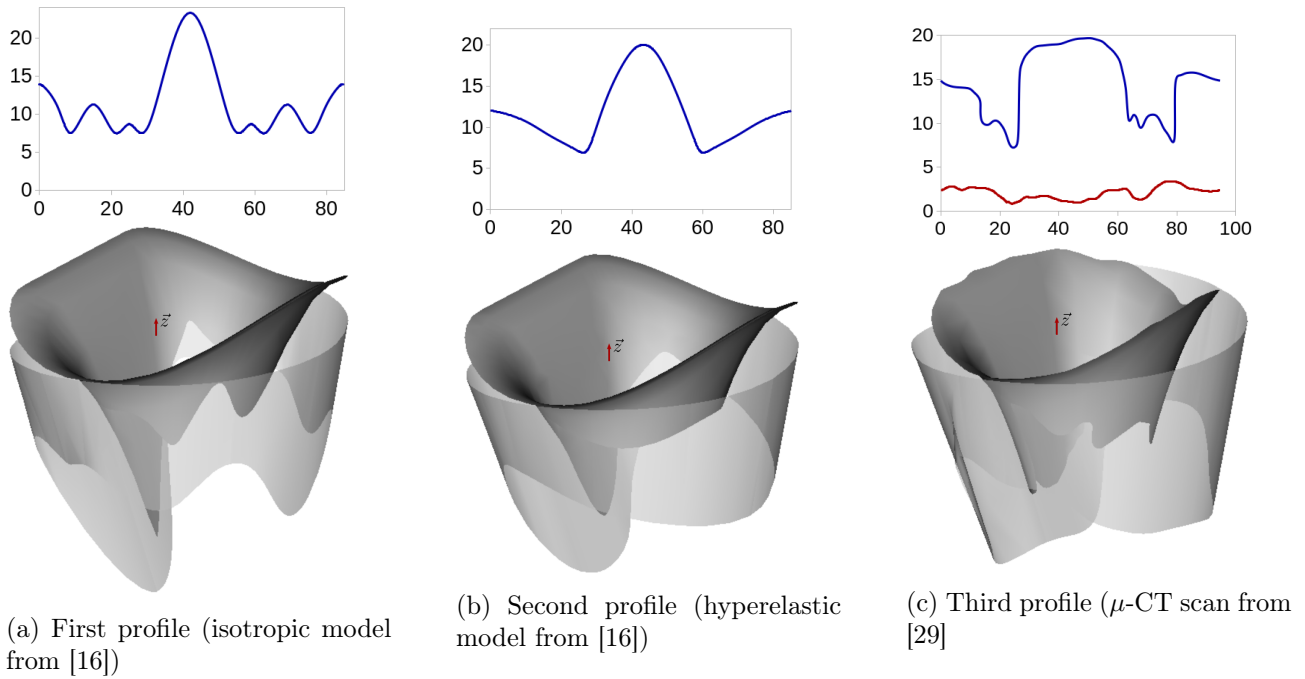 20
15
10
5
0
0 20 40 60 80
20
15
10
5
0
0 20 40 60 80
20
15
10
5
0
0 20 40 60 80 100
z⃗
z⃗
z⃗
(a) First profile (isotropic model
from [16])
(b) Second profile (hyperelastic
model from [16])
(c) Third profile (μ-CT scan from
[29]